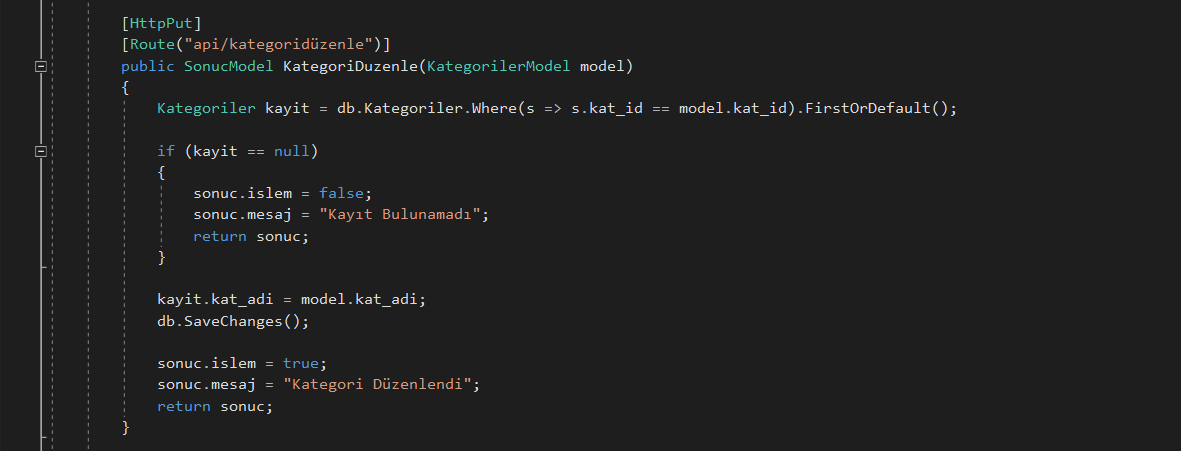 [HttpPut]
[Route("api/kategoridüzenle")]
public SonucModel KategoriDuzenle(KategorilerModel model)
{
Kategoriler kayit = db.Kategoriler.Where(s => s.kat_id == model.kat_id).FirstOrDefault();
if (kayit == null)
{
sonuc.islem = false;
sonuc.mesaj = "Kayıt Bulunamadı";
return sonuc;
}
kayit.kat_adi = model.kat_adi;
db.SaveChanges();
sonuc.islem = true;
sonuc.mesaj = "Kategori Düzenlendi";
return sonuc;
}